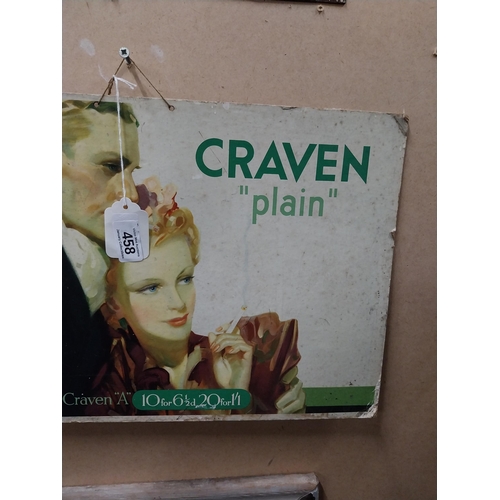 CRAVEN
"plain"
458
Craven "A" 10 for 6½d, 20 for 1/1